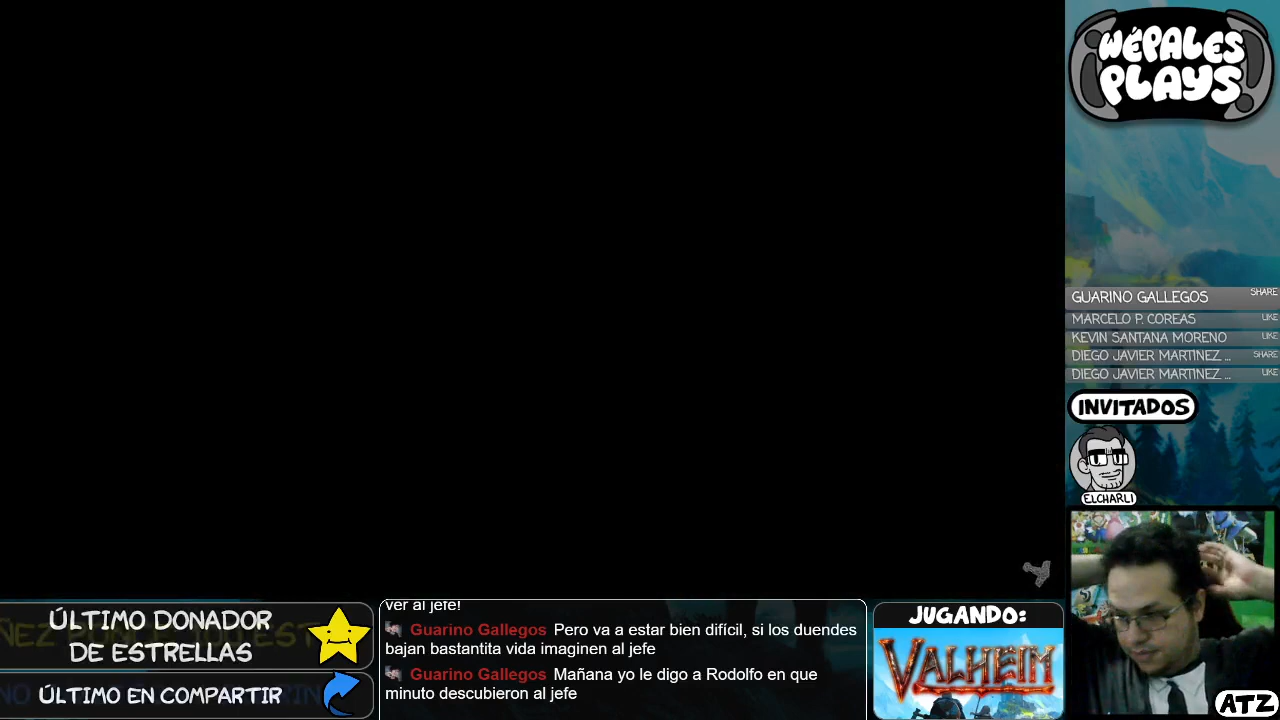 WÉPALES
PLAYS
GUARINO GALLEGOS SHARE
MARCELO P. COREAS LIKE
KEVIN SANTANA MORENO LIKE
DIEGO JAVIER MARTINEZ ... SHARE
DIEGO JAVIER MARTINEZ ... LIKE
INVITADOS
ELCHARLI
ÚLTIMO DONADOR
DE ESTRELLAS
ÚLTIMO EN COMPARTIR
ver al jefe!
Guarino Gallegos Pero va a estar bien difícil, si los duendes
bajan bastantita vida imaginen al jefe
Guarino Gallegos Mañana yo le digo a Rodolfo en que
minuto descubieron al jefe
JUGANDO:
VALHEIM
ATZ